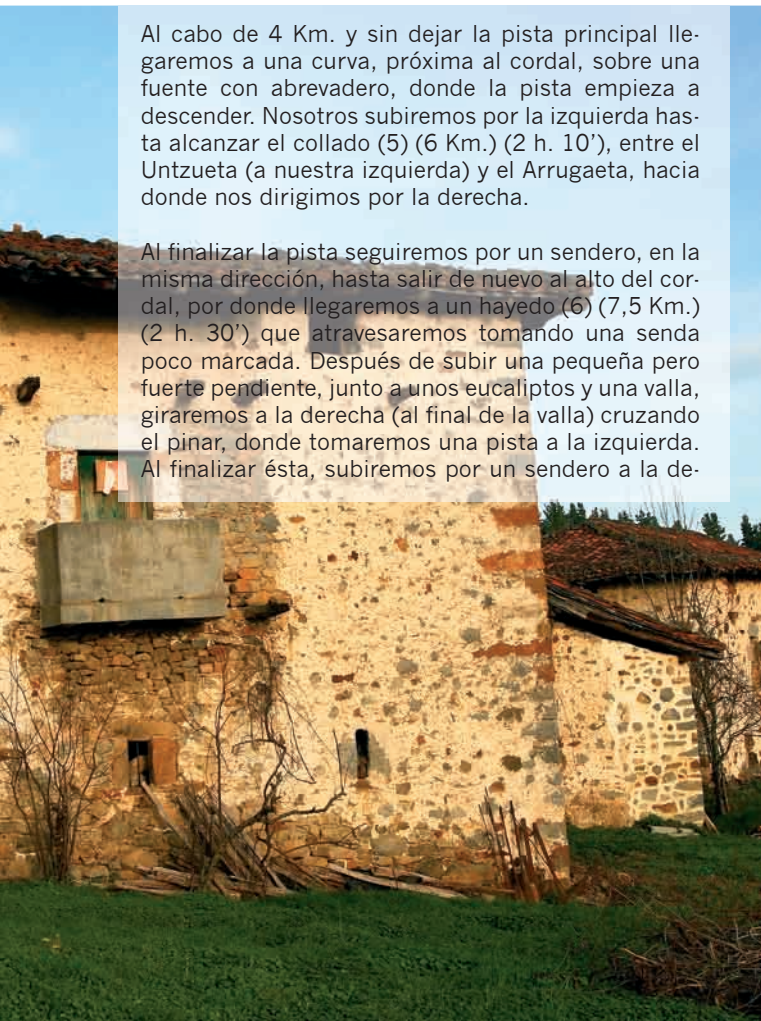 Al cabo de 4 Km. y sin dejar la pista principal lle-
garemos a una curva, próxima al cordal, sobre una
fuente con abrevadero, donde la pista empieza a
descender. Nosotros subiremos por la izquierda has-
ta alcanzar el collado (5) (6 Km.) (2 h. 10’), entre el
Untzueta (a nuestra izquierda) y el Arrugaeta, hacia
donde nos dirigimos por la derecha.
Al finalizar la pista seguiremos por un sendero, en la
misma dirección, hasta salir de nuevo al alto del cor-
dal, por donde llegaremos a un hayedo (6) (7,5 Km.)
(2 h. 30’) que atravesaremos tomando una senda
poco marcada. Después de subir una pequeña pero
fuerte pendiente, junto a unos eucaliptos y una valla,
giraremos a la derecha (al final de la valla) cruzando
el pinar, donde tomaremos una pista a la izquierda.
Al finalizar ésta, subiremos por un sendero a la de-